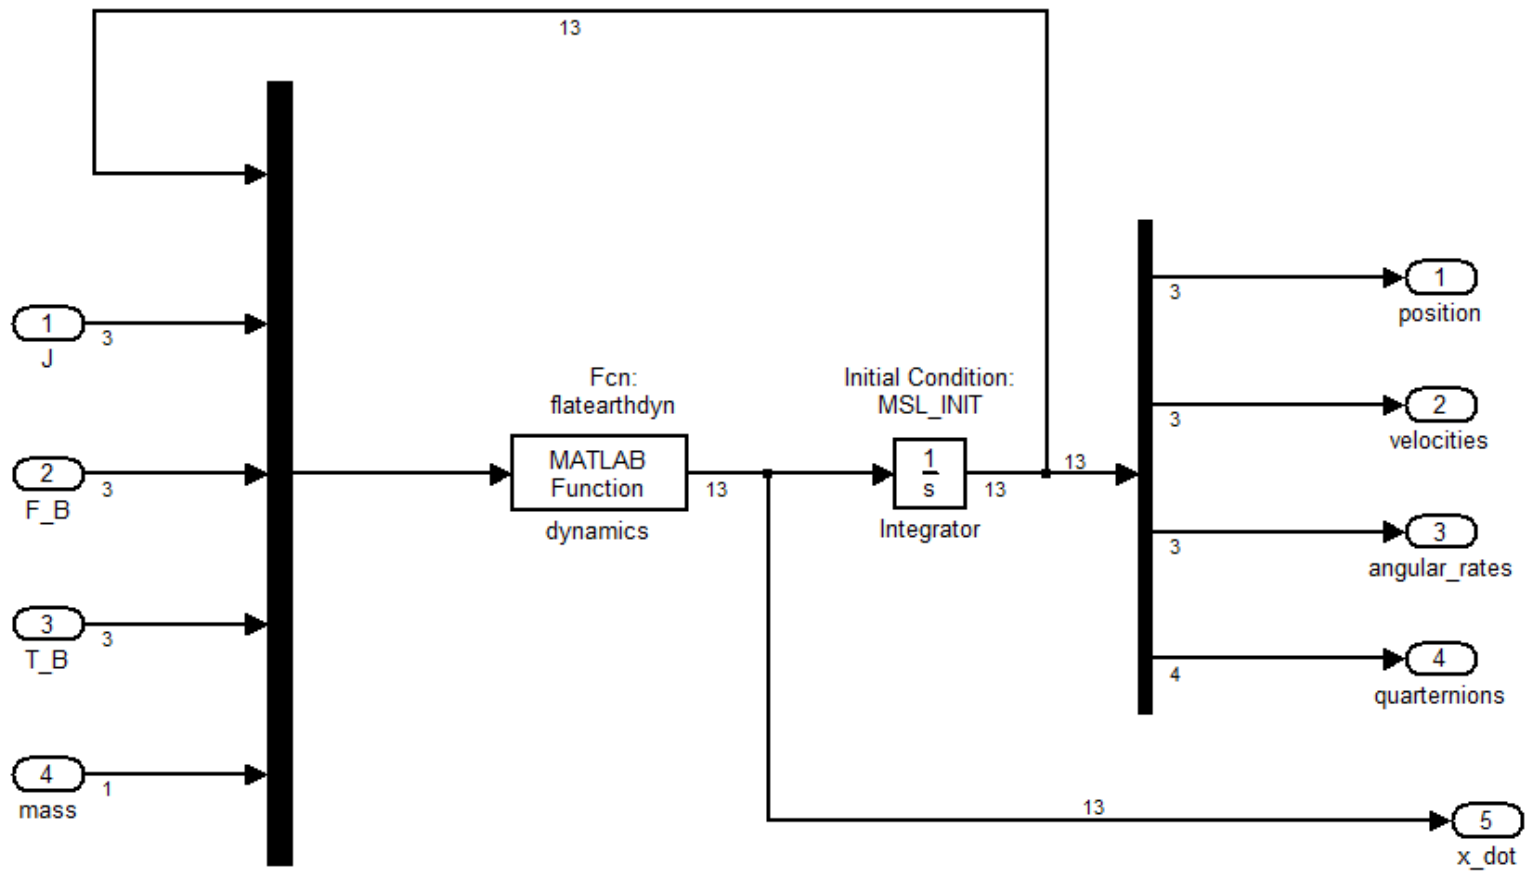 13
1
3
J
2
3
F_B
3
3
T_B
4
1
mass
Fcn:
flatearthdyn
MATLAB
Function
dynamics
13
Initial Condition:
MSL_INIT
1
s
Integrator
13
13
3
1
position
3
2
velocities
3
3
angular_rates
4
4
quarternions
13
5
x_dot